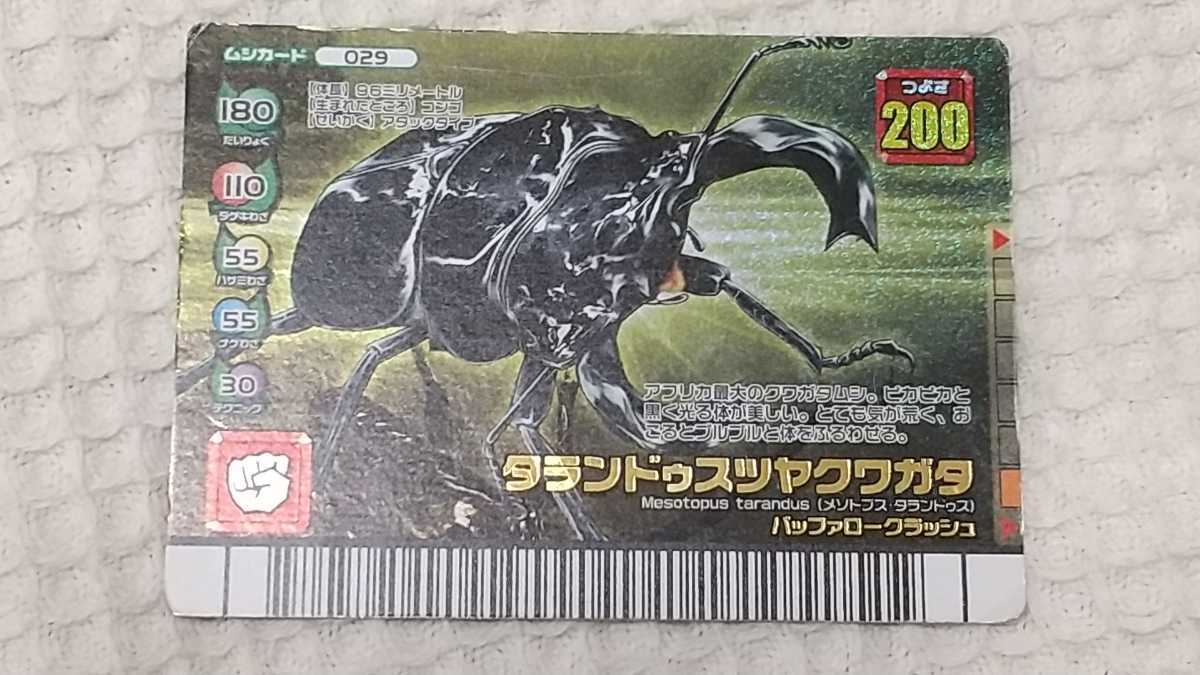 ムシカード 029
つよさ
200
180
たいりょく
110
ダゲキわざ
55
ハサミわざ
55
ナゲわざ
30
テクニック
【体長】96ミリメートル
【生まれたところ】コンゴ
【せいかく】アタックタイプ
アフリカ最大のクワガタムシ。ピカピカと
黒く光る体が美しい。とても気が荒く、お
こるとブルブルと体をふるわせる。
タランドゥスツヤクワガタ
Mesotopus tarandus (メソトプス タランドゥス)
バッファロークラッシュ